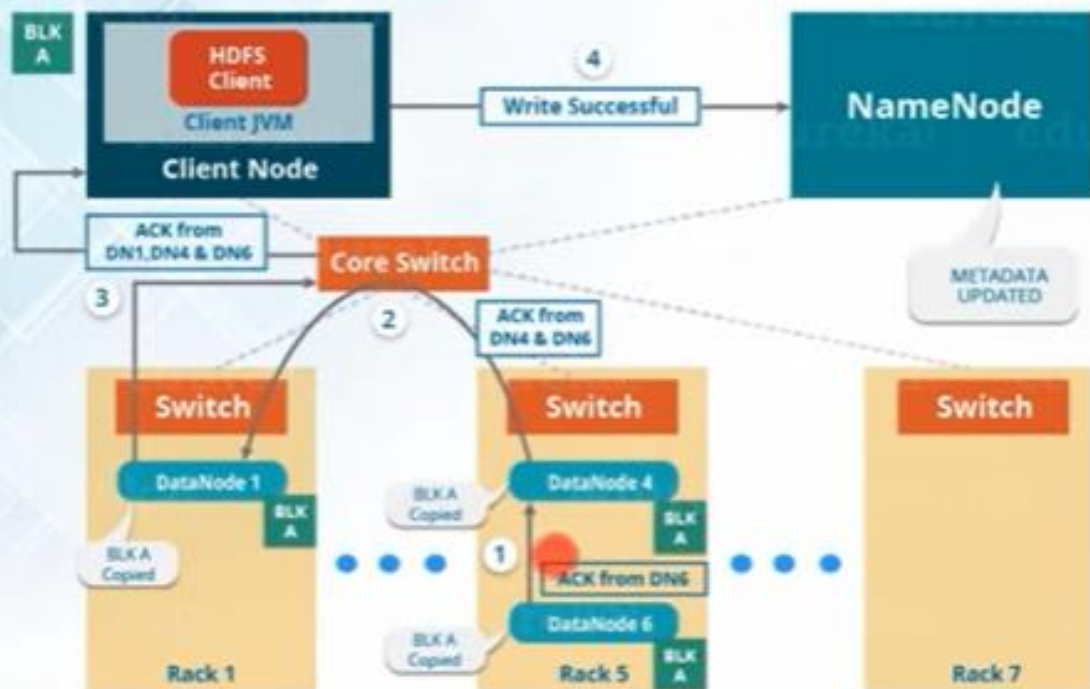 BLK
A
HDFS
Client
Client JVM
Client Node
4
Write Successful
NameNode
ACK from
DN1,DN4 & DN6
Core Switch
METADATA
UPDATED
3
2
ACK from
DN4 & DN6
Switch
Switch
Switch
DataNode 1
BLK
A
BLK A
Copied
DataNode 4
BLK A
Copied
BLK
A
1
ACK from DN6
DataNode 6
BLK A
Copied
BLK
A
Rack 1
Rack 5
Rack 7